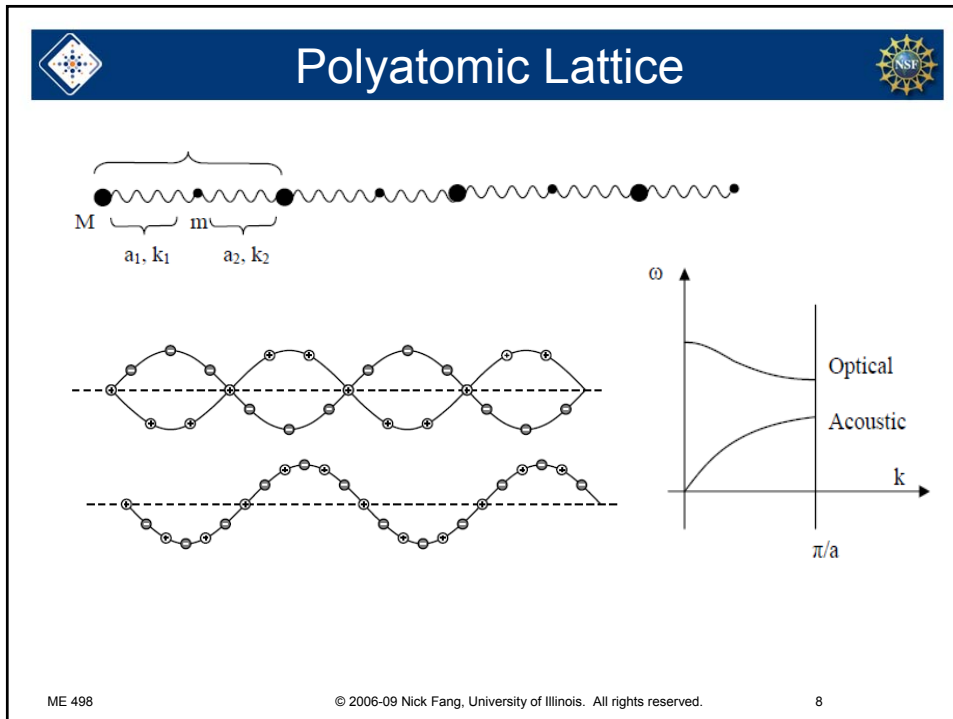 Polyatomic Lattice
NSF
M
m
a₁, k₁
a₂, k₂
ω
Optical
Acoustic
k
π/a
ME 498
© 2006-09 Nick Fang, University of Illinois. All rights reserved.
8